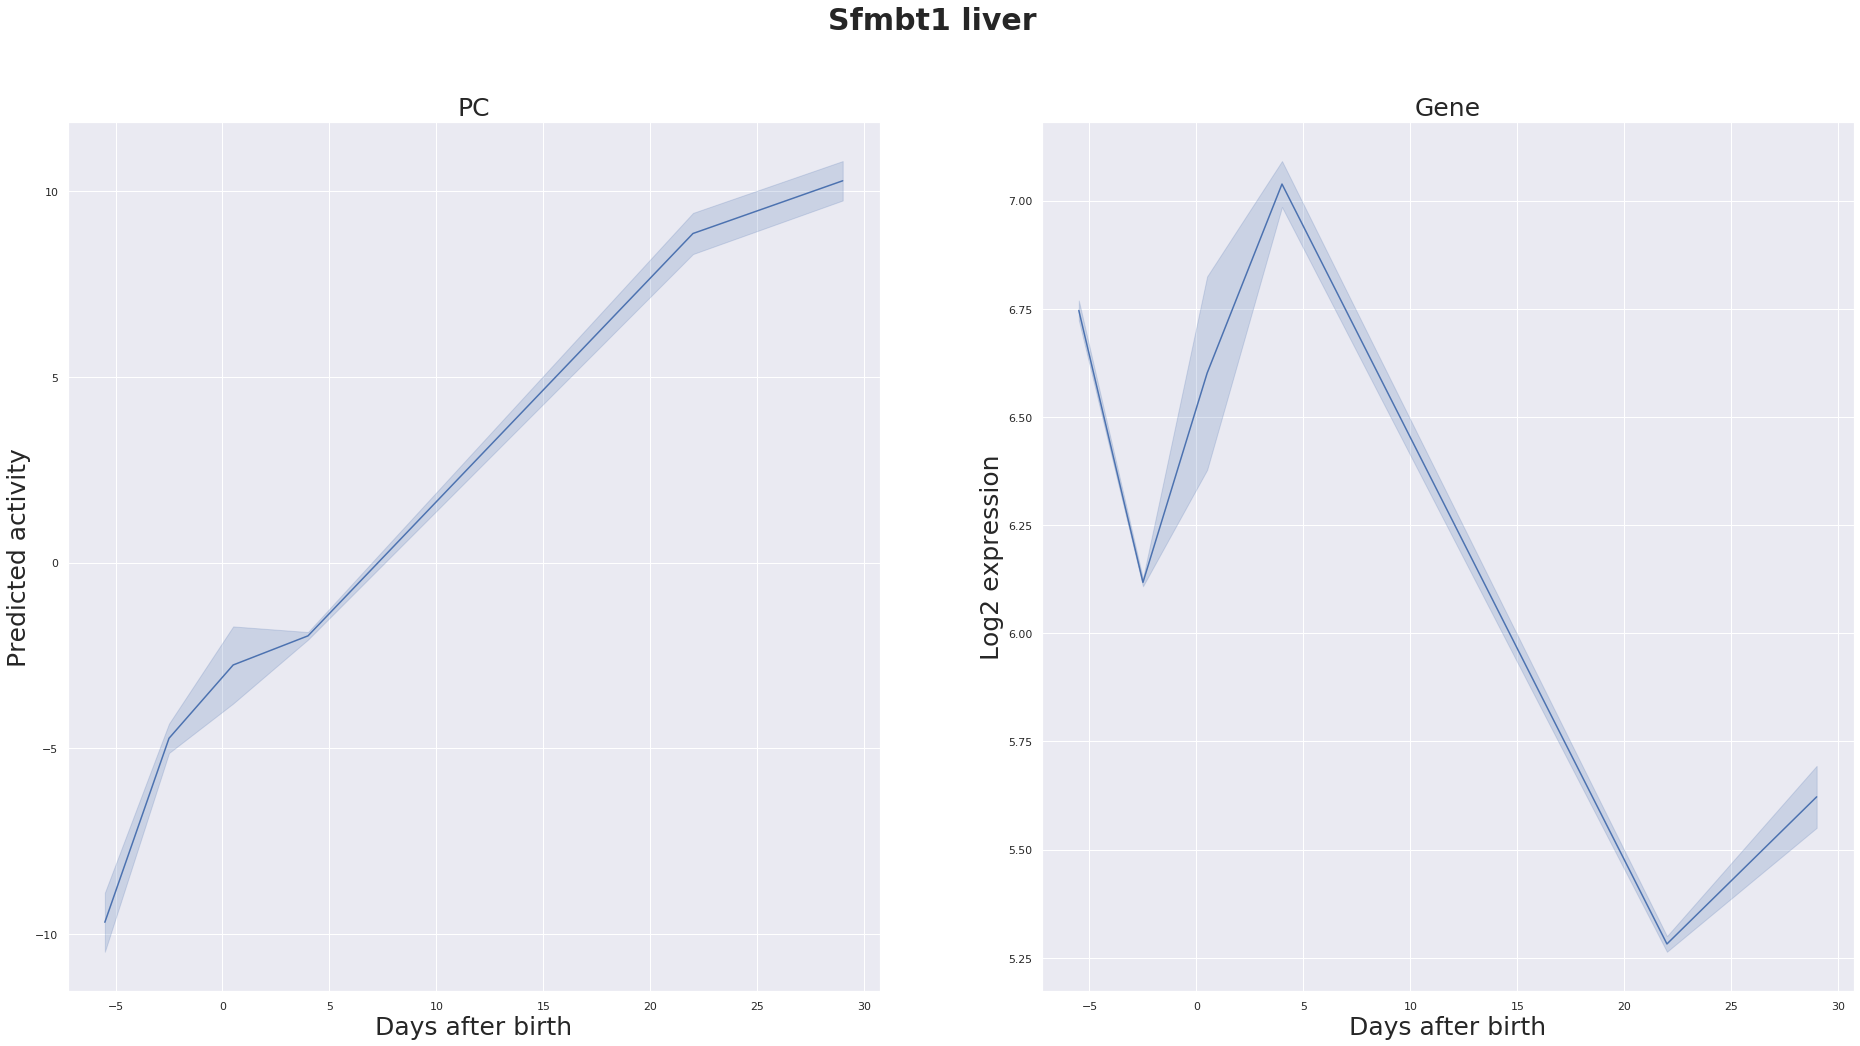 Sfmbt1 liver
PC
Predicted activity
10
5
0
−5
−10
−5 0 5 10 15 20 25 30
Days after birth
Gene
Log2 expression
7.00
6.75
6.50
6.25
6.00
5.75
5.50
5.25
−5 0 5 10 15 20 25 30
Days after birth